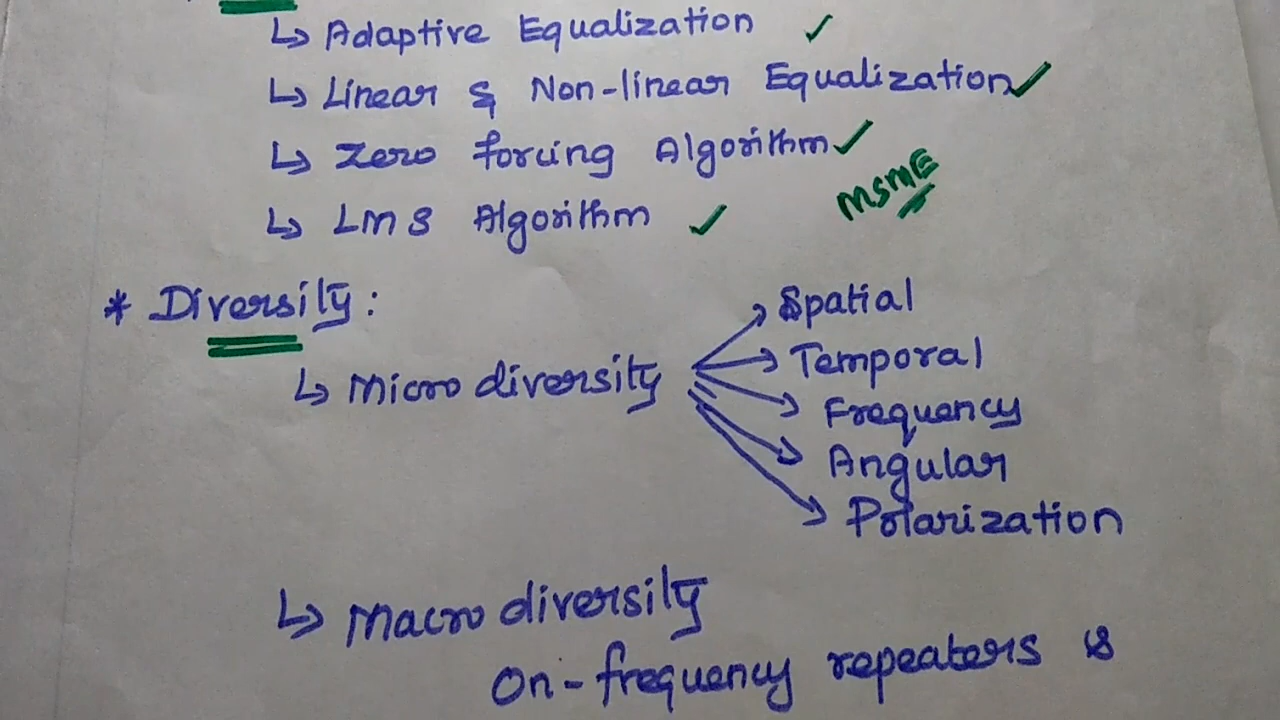 ↳ Adaptive Equalization ✓
↳ Linear & Non-linear Equalization ✓
↳ Zero forcing Algorithm ✓
MSME
↳ LMS Algorithm ✓
* Diversity :
↳ Micro diversity
Spatial
Temporal
Frequency
Angular
Polarization
↳ Macro diversity
On-frequency repeaters &